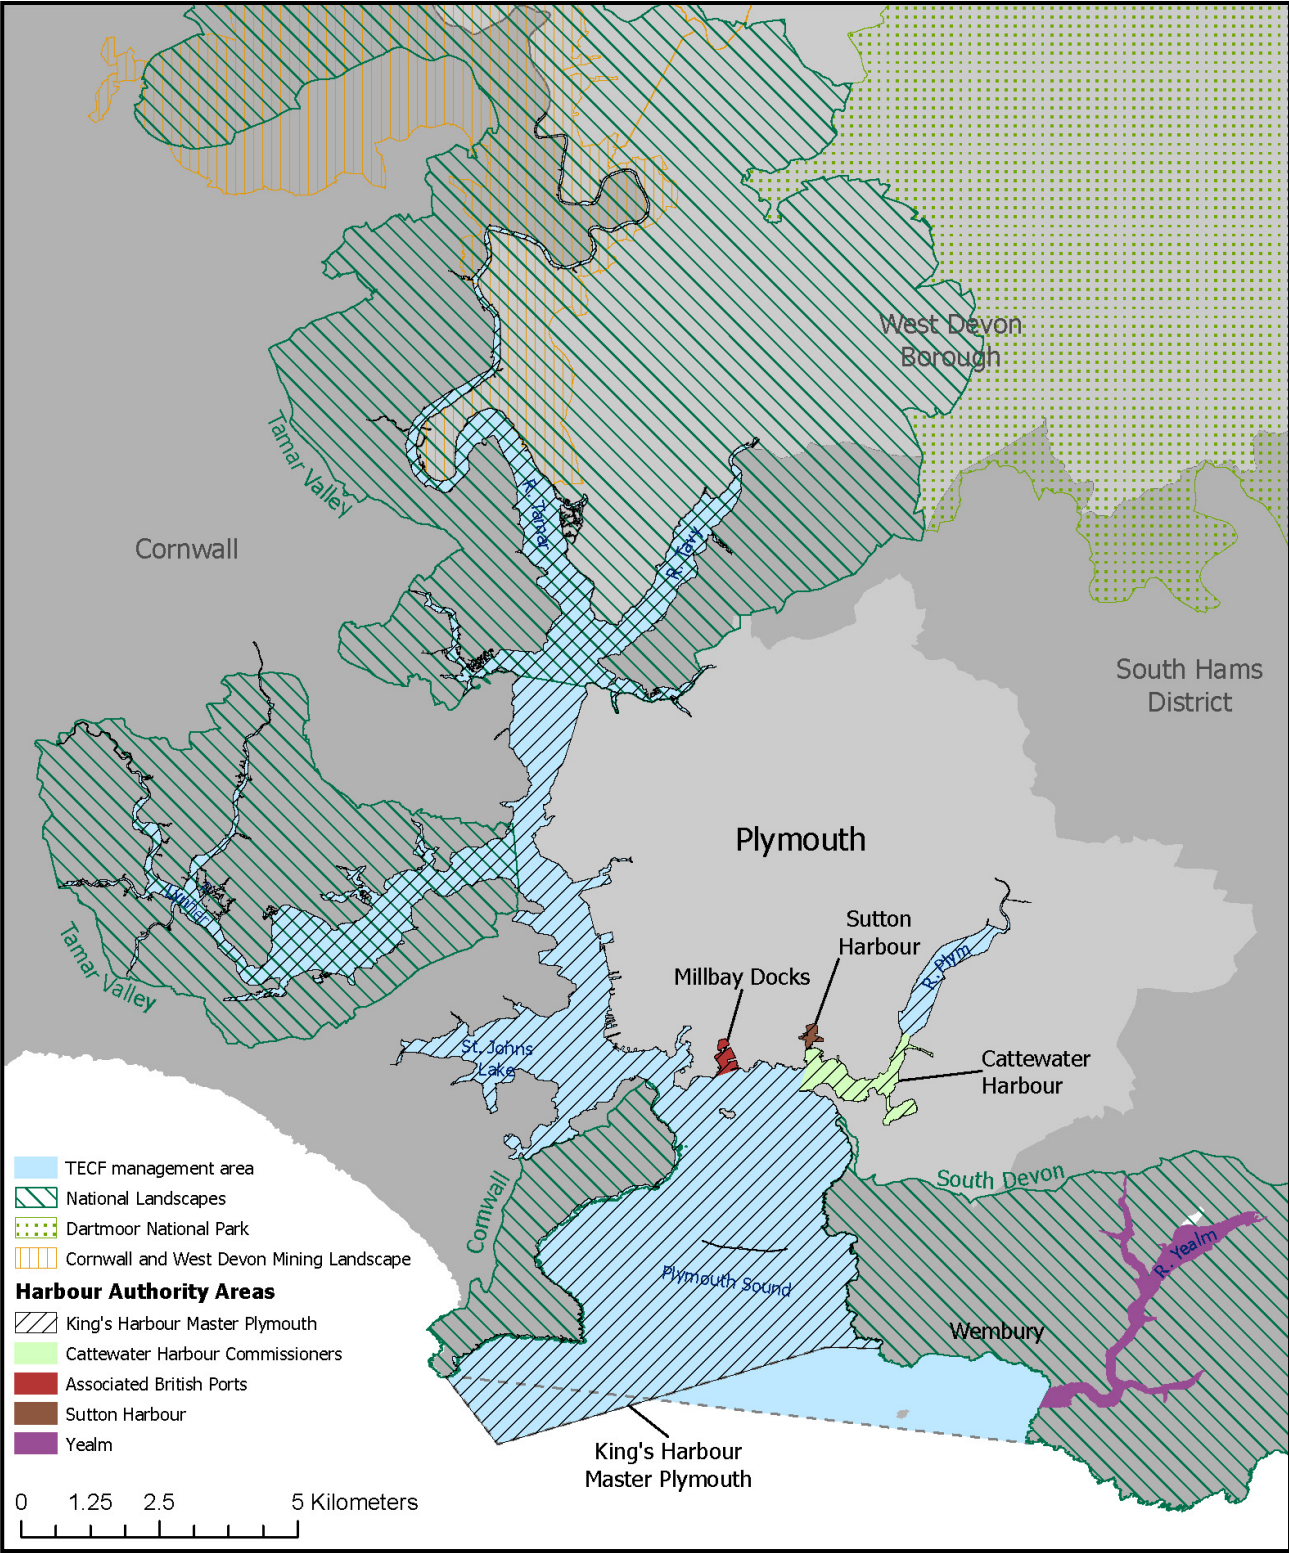 West Devon
Borough
Tamar Valley
R. Tamar
R. Tavy
Cornwall
South Hams
District
Plymouth
Lynher
Sutton
Harbour
R. Plym
Millbay Docks
Tamar Valley
St. Johns
Lake
Cattewater
Harbour
TECF management area
National Landscapes
Dartmoor National Park
Cornwall and West Devon Mining Landscape
Harbour Authority Areas
King's Harbour Master Plymouth
Cattewater Harbour Commissioners
Associated British Ports
Sutton Harbour
Yealm
Cornwall
South Devon
R. Yealm
Plymouth Sound
Wembury
King's Harbour
Master Plymouth
0 1.25 2.5 5 Kilometers